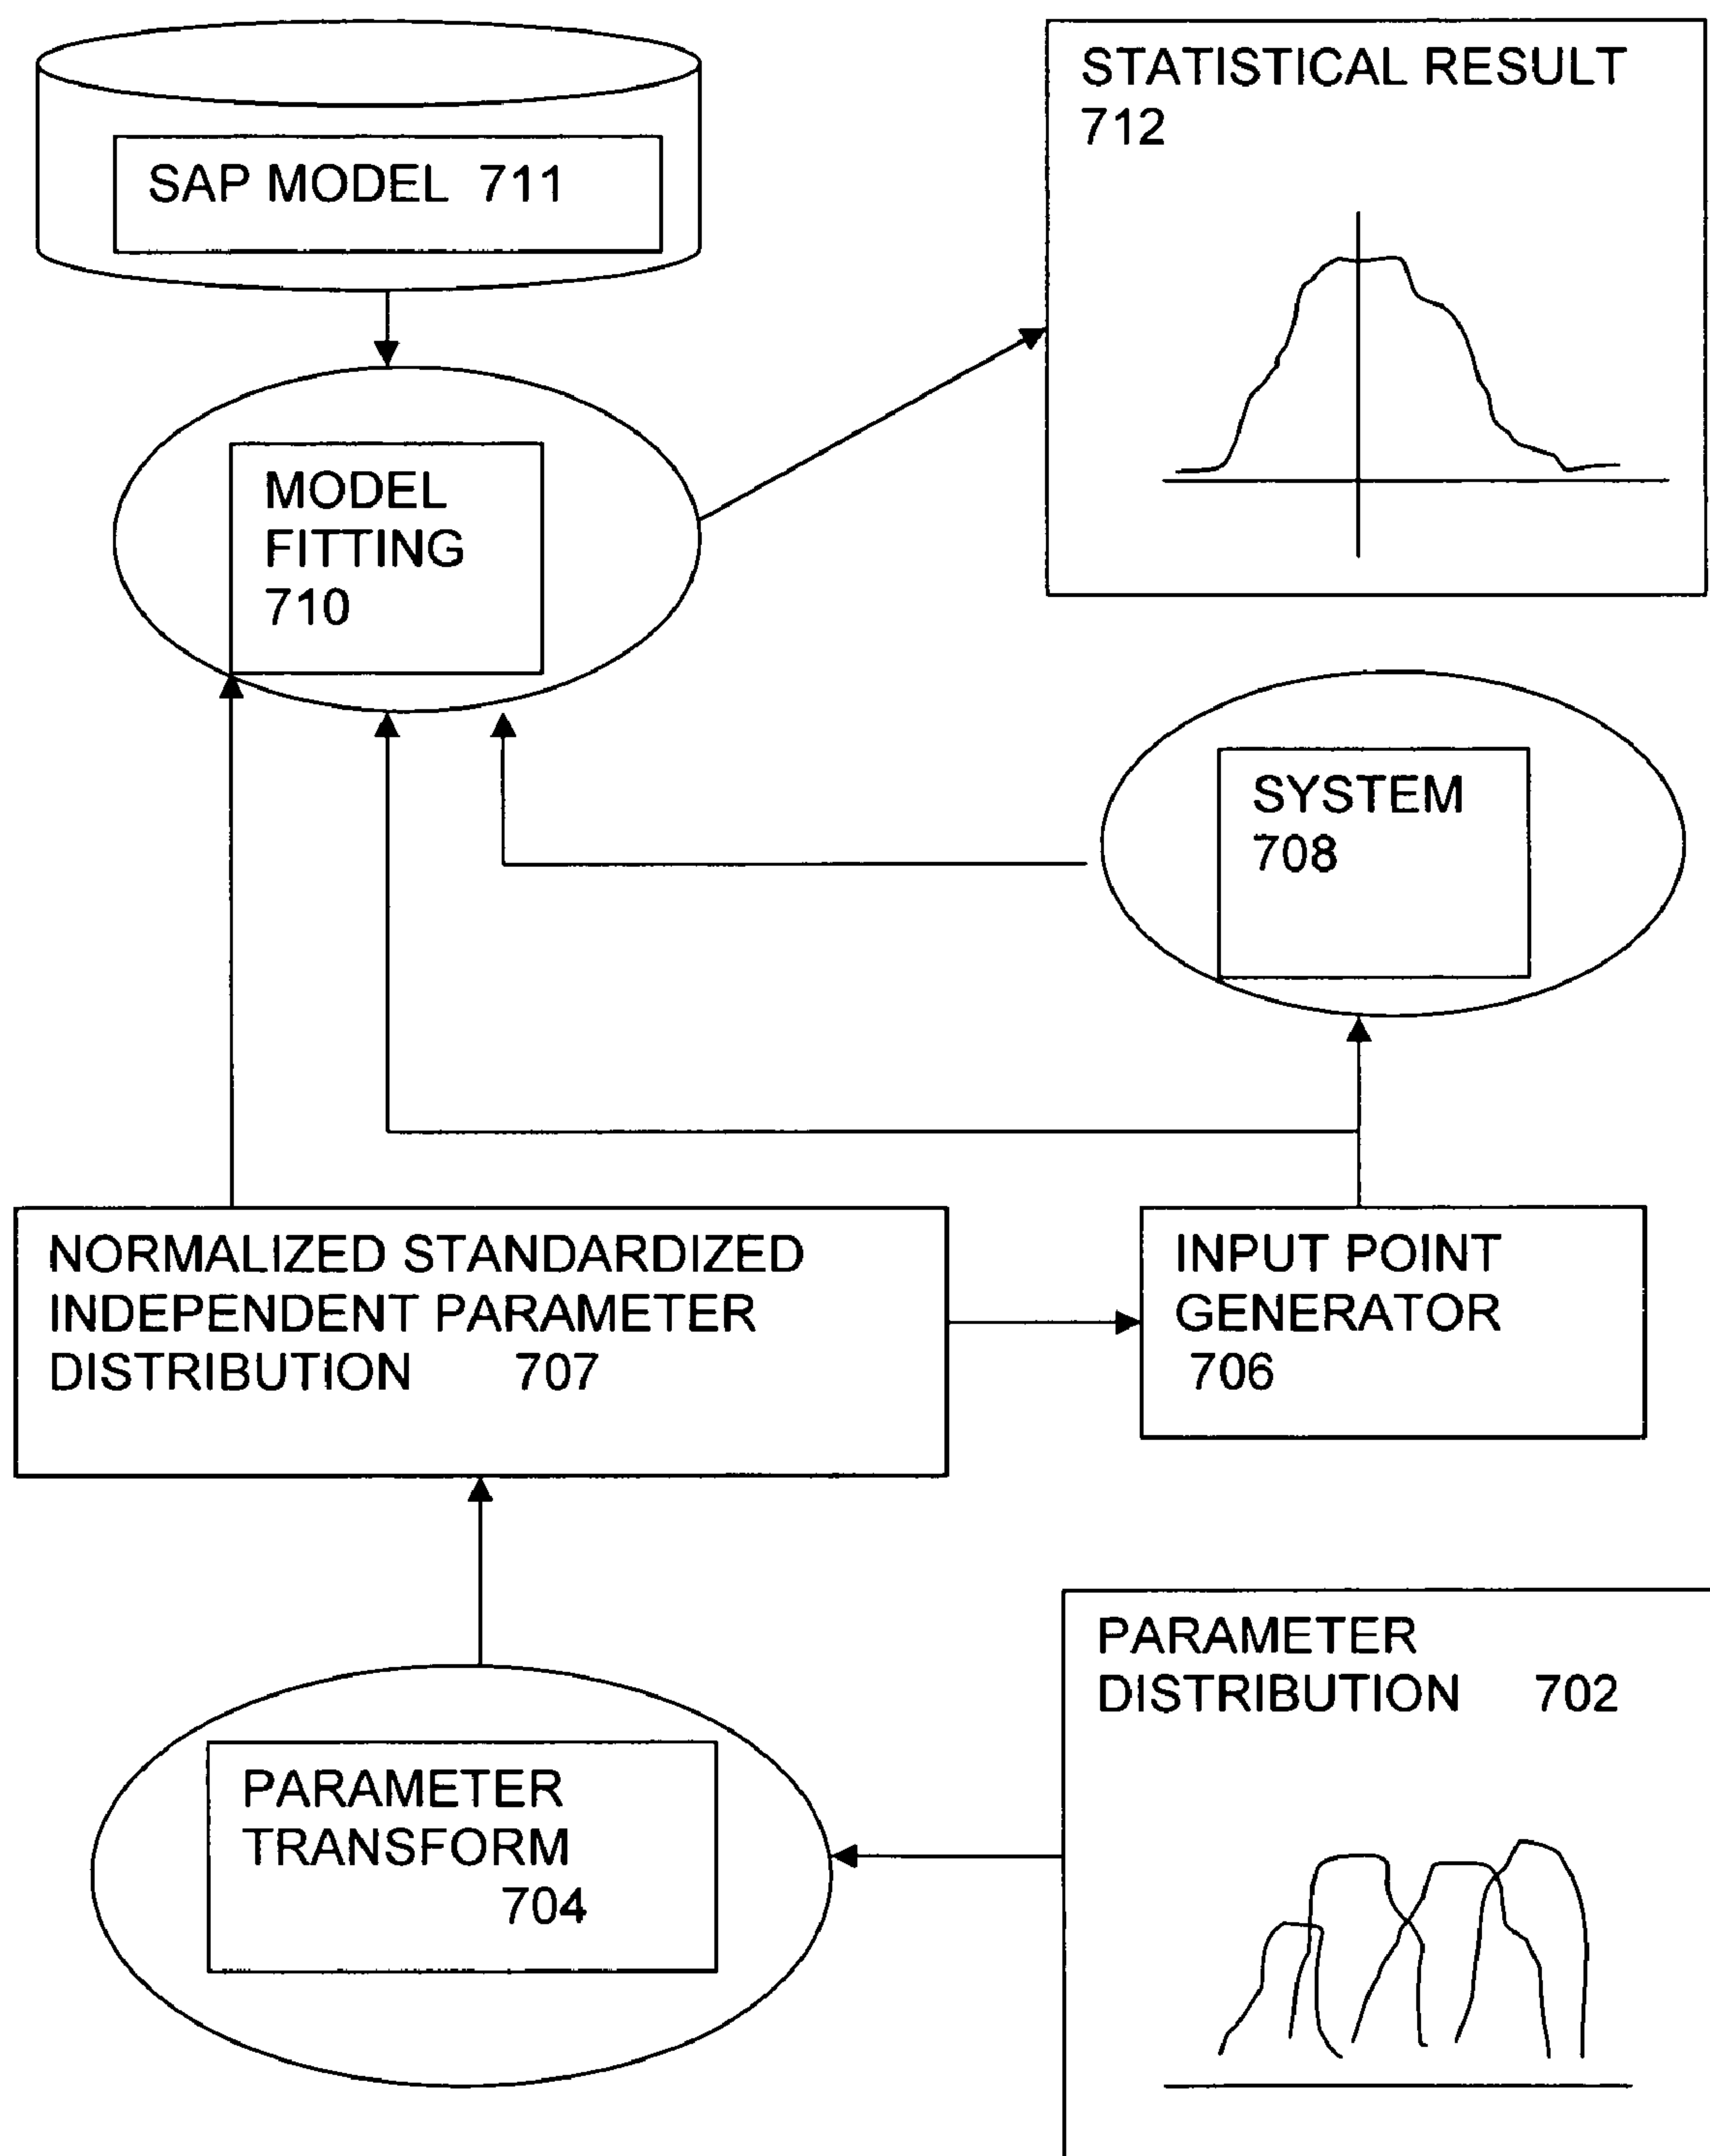 SAP MODEL 711
STATISTICAL RESULT
712
MODEL
FITTING
710
SYSTEM
708
NORMALIZED STANDARDIZED
INDEPENDENT PARAMETER
DISTRIBUTION 707
INPUT POINT
GENERATOR
706
PARAMETER
DISTRIBUTION 702
PARAMETER
TRANSFORM
704